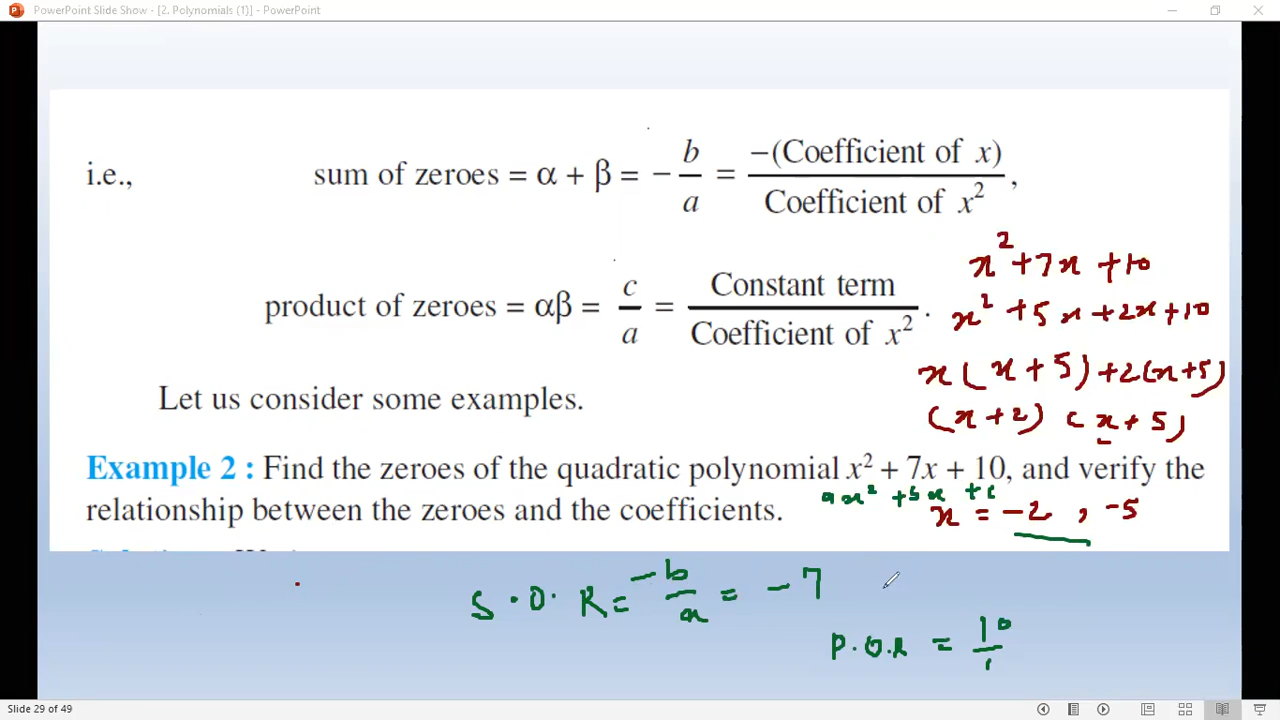 PowerPoint Slide Show - [2. Polynomials (1)] - PowerPoint
i.e., sum of zeroes = α + β = − b/a = −(Coefficient of x)/Coefficient of x²,
x² + 7x + 10
product of zeroes = αβ = c/a = Constant term/Coefficient of x².
x² + 5x + 2x + 10
x(x + 5) + 2(x + 5)
Let us consider some examples.
(x + 2) (x + 5)
Example 2 : Find the zeroes of the quadratic polynomial x² + 7x + 10, and verify the
ax² + bx + c
relationship between the zeroes and the coefficients.
x = −2 , −5
S.O.R = −b/a = −7
P.O.R = 10/1
Slide 29 of 49